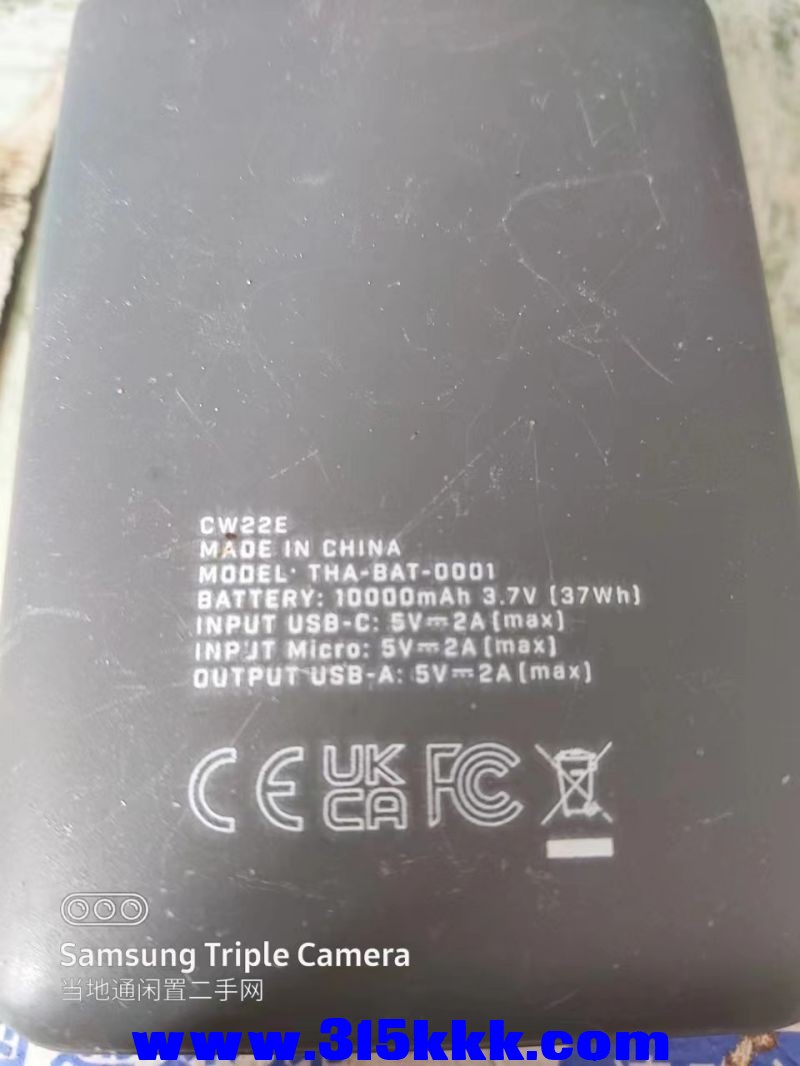 CW22E
MADE IN CHINA
MODEL: THA-BAT-0001
BATTERY: 10000mAh 3.7V (37Wh)
INPUT USB-C: 5V⎓2A(max)
INPUT Micro: 5V⎓2A(max)
OUTPUT USB-A: 5V⎓2A(max)
CE UK CA FC
Samsung Triple Camera
当地通闲置二手网
www.315kkk.com